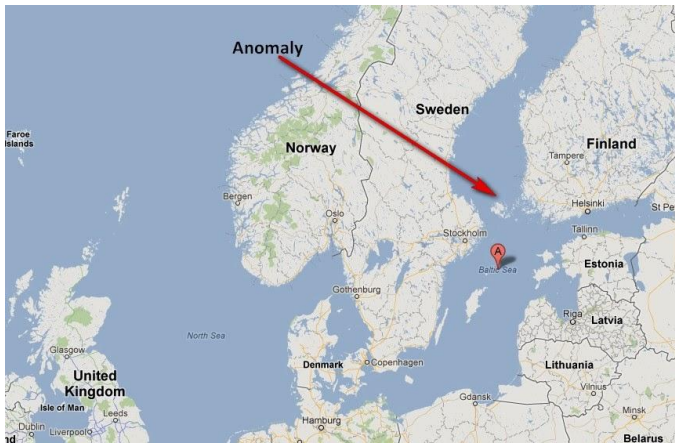 Anomaly
Sweden
Faroe
Islands
Norway
Finland
Tampere
Bergen
Oslo
Helsinki
St Pe
Stockholm
Tallinn
A
Baltic Sea
Estonia
Gothenburg
Riga
Latvia
North Sea
Glasgow
Denmark
Copenhagen
Lithuania
United
Kingdom
Vilnius
Isle of Man
Leeds
Gdansk
Minsk
Dublin
Liverpool
Hamburg
Belarus
nd